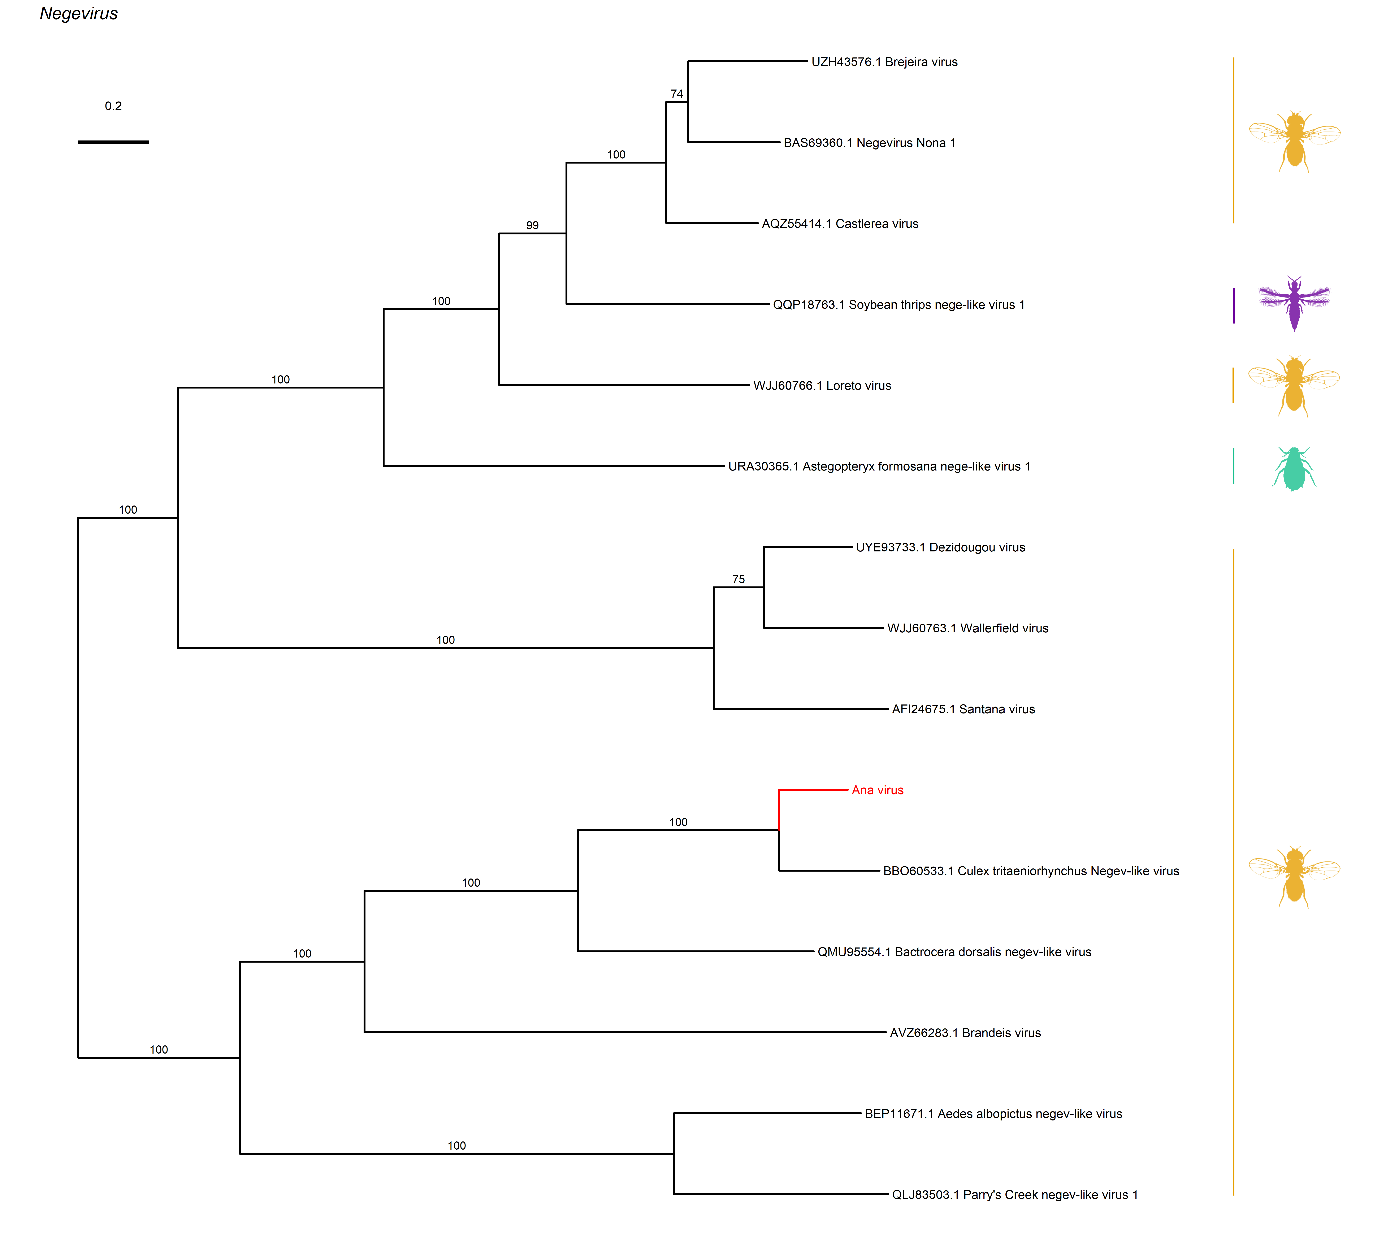 Negevirus
UZH43576.1 Brejeira virus
74
0.2
BAS69360.1 Negevirus Nona 1
100
AQZ55414.1 Castlerea virus
99
100
QQP18763.1 Soybean thrips nege-like virus 1
100
WJJ60766.1 Loreto virus
URA30365.1 Astegopteryx formosana nege-like virus 1
100
UYE93733.1 Dezidougou virus
75
WJJ60763.1 Wallerfield virus
100
AFI24675.1 Santana virus
Ana virus
100
BBO60533.1 Culex tritaeniorhynchus Negev-like virus
100
QMU95554.1 Bactrocera dorsalis negev-like virus
100
AVZ66283.1 Brandeis virus
100
BEP11671.1 Aedes albopictus negev-like virus
100
QLJ83503.1 Parry's Creek negev-like virus 1